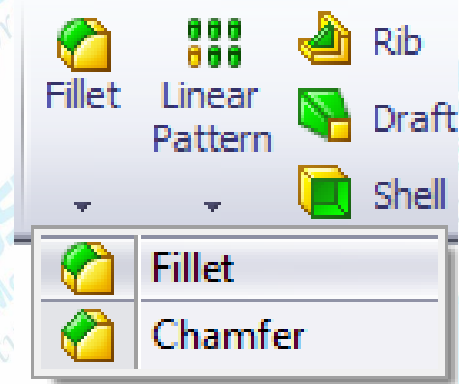 Fillet
Linear
Pattern
Rib
Draft
Shell
Fillet
Chamfer